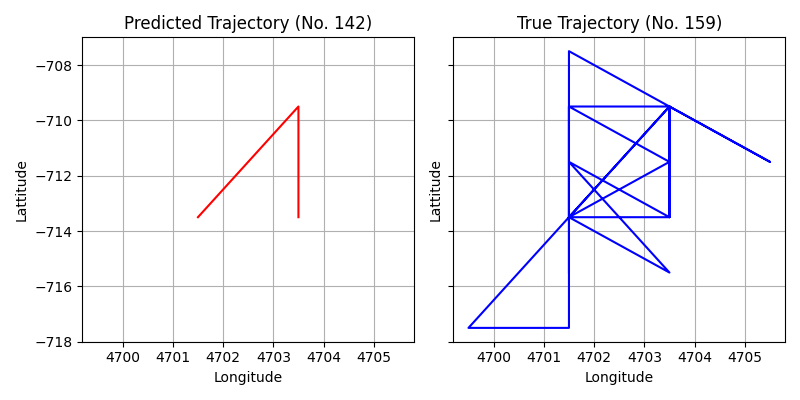 Predicted Trajectory (No. 142)
True Trajectory (No. 159)
−708
−710
−712
−714
−716
−718
Lattitude
Lattitude
4700 4701 4702 4703 4704 4705
4700 4701 4702 4703 4704 4705
Longitude
Longitude